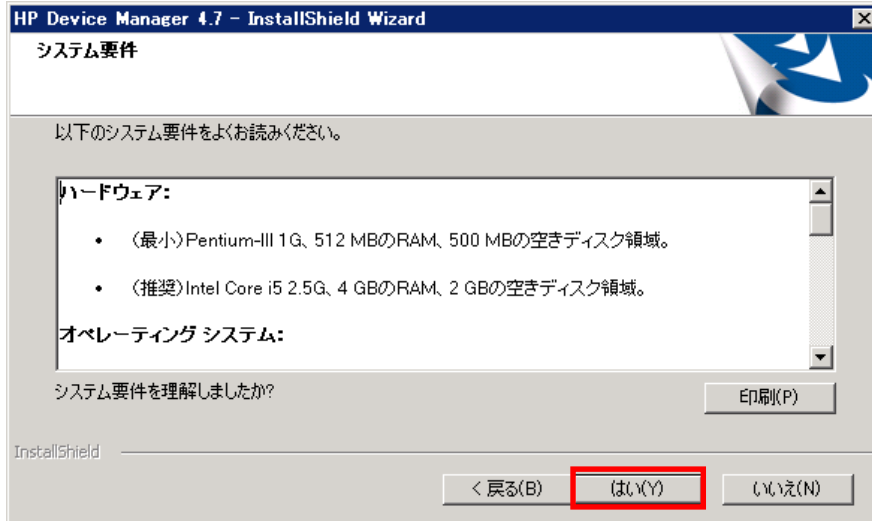 HP Device Manager 4.7 - InstallShield Wizard
システム要件
以下のシステム要件をよくお読みください。
ハードウェア:
• (最小)Pentium-III 1G、512 MBのRAM、500 MBの空きディスク領域。
• (推奨)Intel Core i5 2.5G、4 GBのRAM、2 GBの空きディスク領域。
オペレーティング システム:
システム要件を理解しましたか?
印刷(P)
InstallShield
< 戻る(B)
はい(Y)
いいえ(N)